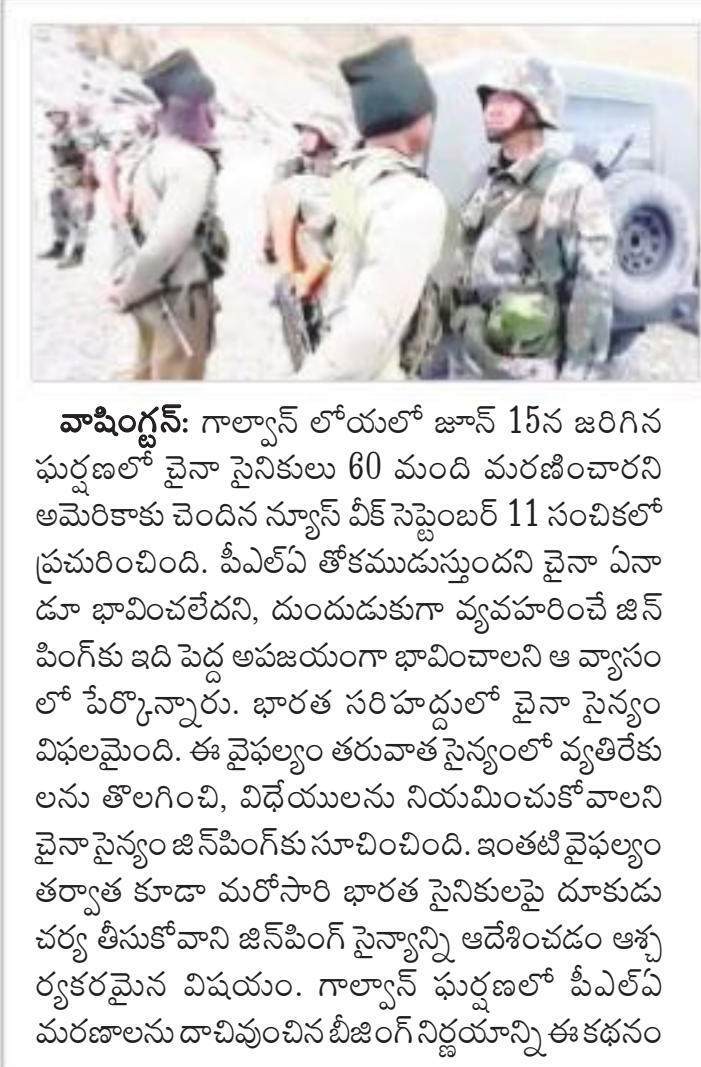 వాషింగ్టన్: గాల్వాన్ లోయలో జూన్ 15న జరిగిన
ఘర్షణలో చైనా సైనికులు 60 మంది మరణించారని
అమెరికాకు చెందిన న్యూస్ వీక్ సెప్టెంబర్ 11 సంచికలో
ప్రచురించింది. పీఎల్ఏ తోకముడుస్తుందని చైనా ఏనా
డూ భావించలేదని, దుందుడుకుగా వ్యవహరించే జిన్
పింగ్‌కు ఇది పెద్ద అపజయంగా భావించాలని ఆ వ్యాసం
లో పేర్కొన్నారు. భారత సరిహద్దులో చైనా సైన్యం
విఫలమైంది. ఈ వైఫల్యం తరువాత సైన్యంలో వ్యతిరేకు
లను తొలగించి, విధేయులను నియమించుకోవాలని
చైనా సైన్యం జిన్‌పింగ్‌కు సూచించింది. ఇంతటి వైఫల్యం
తర్వాత కూడా మరోసారి భారత సైనికులపై దూకుడు
చర్య తీసుకోవాని జిన్‌పింగ్ సైన్యాన్ని ఆదేశించడం ఆశ్చ
ర్యకరమైన విషయం. గాల్వాన్ ఘర్షణలో పీఎల్ఏ
మరణాలను దాచివుంచిన బీజింగ్ నిర్ణయాన్ని ఈ కథనం